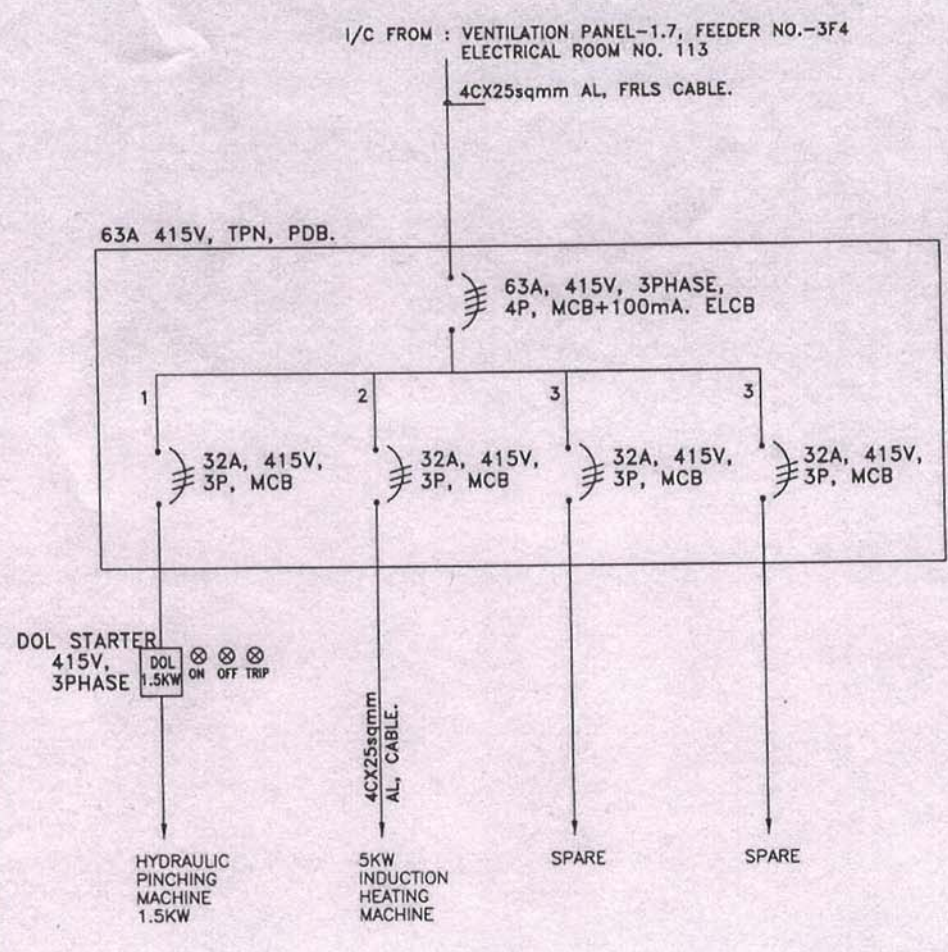 I/C FROM : VENTILATION PANEL-1.7, FEEDER NO.-3F4
ELECTRICAL ROOM NO. 113
4CX25sqmm AL, FRLS CABLE.
63A 415V, TPN, PDB.
63A, 415V, 3PHASE,
4P, MCB+100mA. ELCB
1
2
3
3
32A, 415V,
3P, MCB
32A, 415V,
3P, MCB
32A, 415V,
3P, MCB
32A, 415V,
3P, MCB
DOL STARTER
415V,
3PHASE
DOL
1.5KW
ON
OFF
TRIP
4CX25sqmm
AL, CABLE.
HYDRAULIC
PINCHING
MACHINE
1.5KW
5KW
INDUCTION
HEATING
MACHINE
SPARE
SPARE